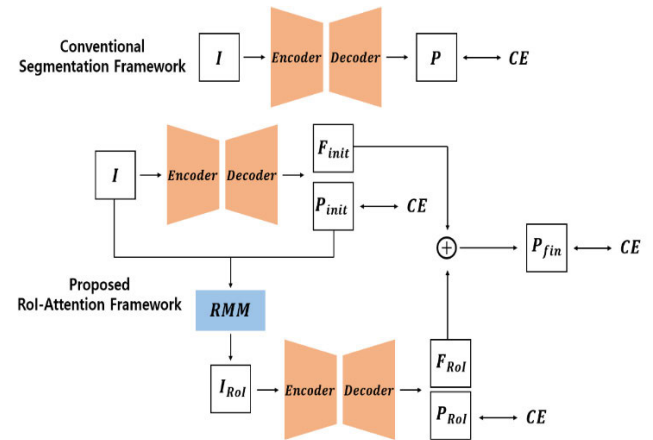 Conventional
Segmentation Framework
I
Encoder
Decoder
P
CE
I
Encoder
Decoder
F_init
P_init
CE
+
P_fin
CE
Proposed
RoI-Attention Framework
RMM
I_RoI
Encoder
Decoder
F_RoI
P_RoI
CE